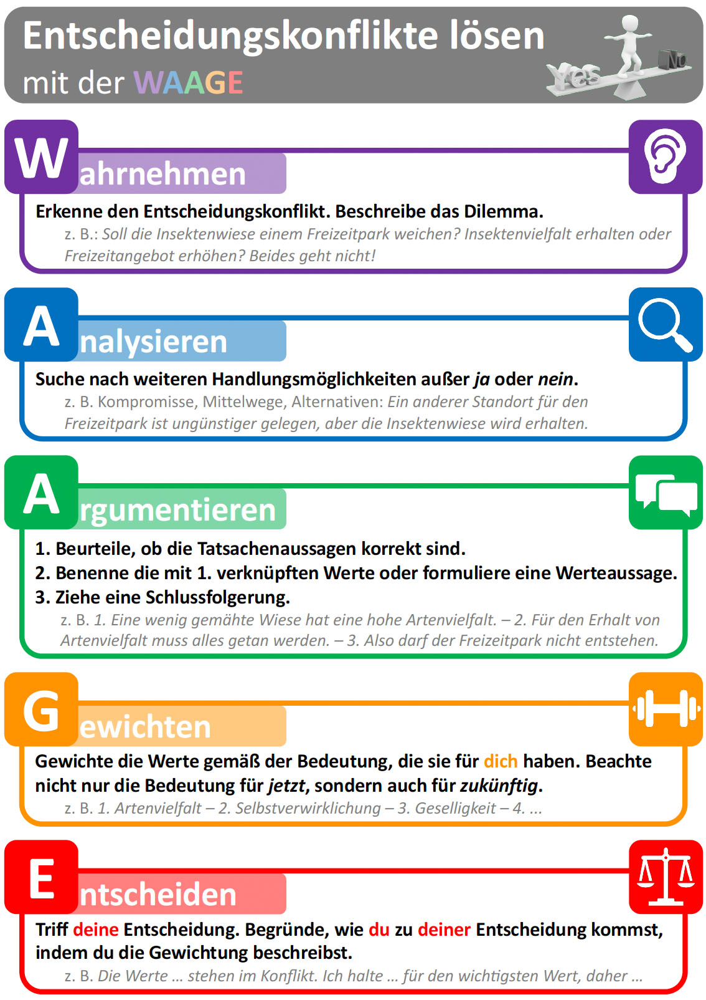 Entscheidungskonflikte lösen
mit der WAAGE
Yes
No
Wahrnehmen
Erkenne den Entscheidungskonflikt. Beschreibe das Dilemma.
z. B.: Soll die Insektenwiese einem Freizeitpark weichen? Insektenvielfalt erhalten oder
Freizeitangebot erhöhen? Beides geht nicht!
Analysieren
Suche nach weiteren Handlungsmöglichkeiten außer ja oder nein.
z. B. Kompromisse, Mittelwege, Alternativen: Ein anderer Standort für den
Freizeitpark ist ungünstiger gelegen, aber die Insektenwiese wird erhalten.
Argumentieren
1. Beurteile, ob die Tatsachenaussagen korrekt sind.
2. Benenne die mit 1. verknüpften Werte oder formuliere eine Werteaussage.
3. Ziehe eine Schlussfolgerung.
z. B. 1. Eine wenig gemähte Wiese hat eine hohe Artenvielfalt. – 2. Für den Erhalt von
Artenvielfalt muss alles getan werden. – 3. Also darf der Freizeitpark nicht entstehen.
Gewichten
Gewichte die Werte gemäß der Bedeutung, die sie für dich haben. Beachte
nicht nur die Bedeutung für jetzt, sondern auch für zukünftig.
z. B. 1. Artenvielfalt – 2. Selbstverwirklichung – 3. Geselligkeit – 4. ...
Entscheiden
Triff deine Entscheidung. Begründe, wie du zu deiner Entscheidung kommst,
indem du die Gewichtung beschreibst.
z. B. Die Werte ... stehen im Konflikt. Ich halte ... für den wichtigsten Wert, daher ...